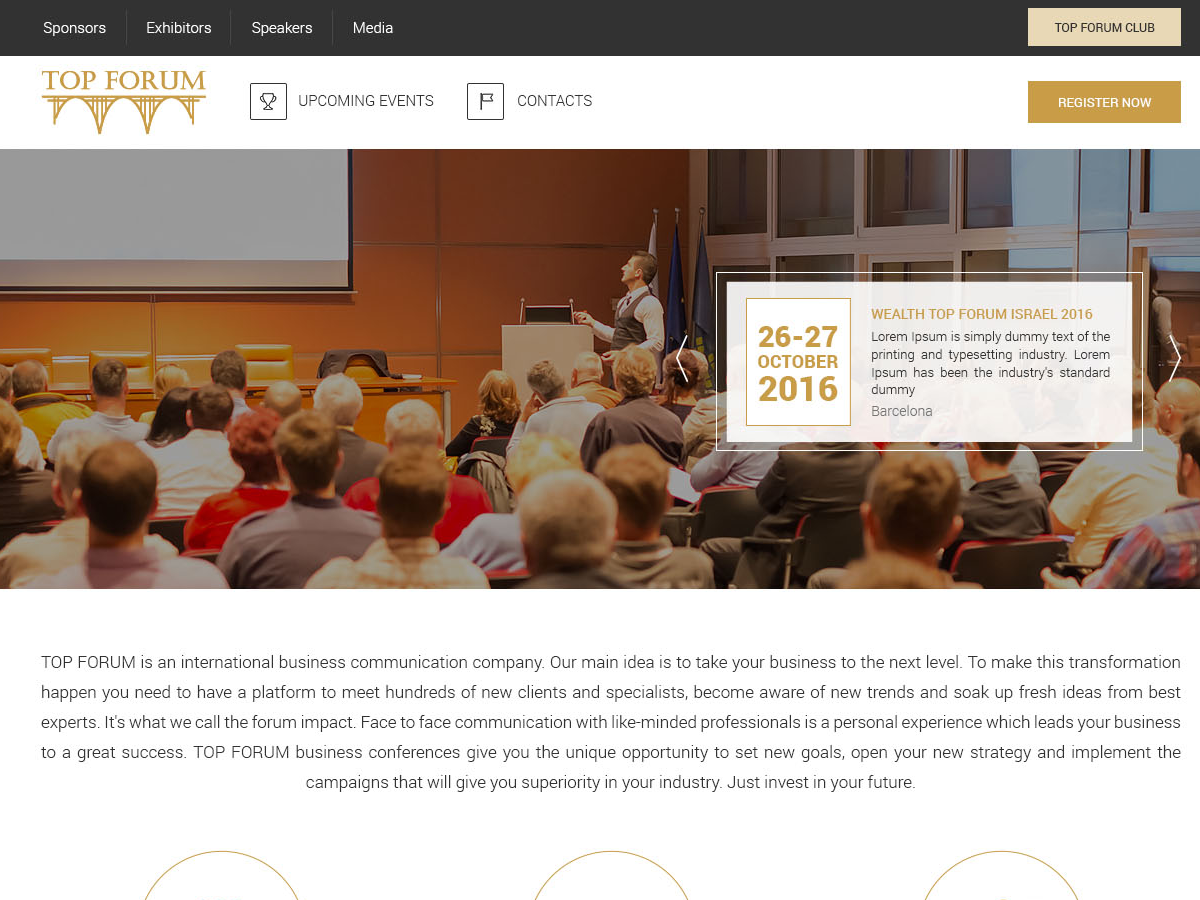 Sponsors
Exhibitors
Speakers
Media
TOP FORUM CLUB
TOP FORUM
UPCOMING EVENTS
CONTACTS
REGISTER NOW
26-27
OCTOBER
2016
WEALTH TOP FORUM ISRAEL 2016
Lorem Ipsum is simply dummy text of the
printing and typesetting industry. Lorem
Ipsum has been the industry's standard
dummy
Barcelona
TOP FORUM is an international business communication company. Our main idea is to take your business to the next level. To make this transformation
happen you need to have a platform to meet hundreds of new clients and specialists, become aware of new trends and soak up fresh ideas from best
experts. It's what we call the forum impact. Face to face communication with like-minded professionals is a personal experience which leads your business
to a great success. TOP FORUM business conferences give you the unique opportunity to set new goals, open your new strategy and implement the
campaigns that will give you superiority in your industry. Just invest in your future.